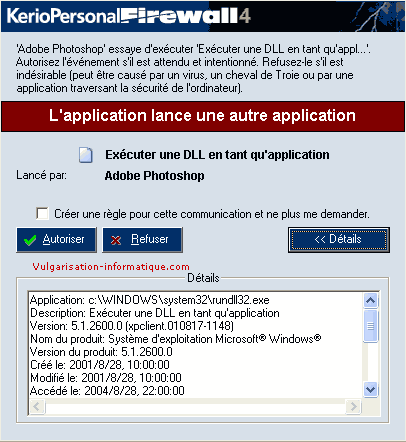 KerioPersonalFirewall4
'Adobe Photoshop' essaye d'exécuter 'Exécuter une DLL en tant qu'appl...'.
Autorisez l'événement s'il est attendu et intentionné. Refusez-le s'il est
indésirable (peut être causé par un virus, un cheval de Troie ou par une
application traversant la sécurité de l'ordinateur).
L'application lance une autre application
Exécuter une DLL en tant qu'application
Lancé par: Adobe Photoshop
Créer une règle pour cette communication et ne plus me demander.
Autoriser Refuser << Détails
Vulgarisation-informatique.com
Détails
Application: c:\WINDOWS\system32\rundll32.exe
Description: Exécuter une DLL en tant qu'application
Version: 5.1.2600.0 (xpclient.010817-1148)
Nom du produit: Système d'exploitation Microsoft® Windows®
Version du produit: 5.1.2600.0
Créé le: 2001/8/28, 10:00:00
Modifié le: 2001/8/28, 10:00:00
Accédé le: 2004/8/28, 22:00:00